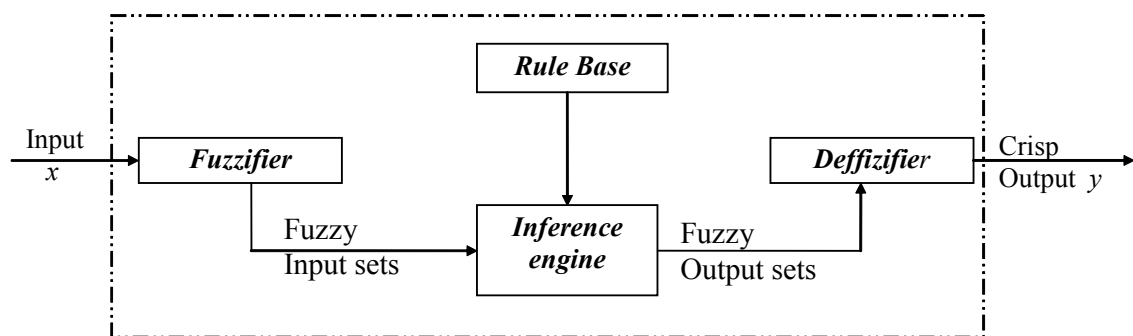 Rule Base
Input
x
Fuzzifier
Deffizifier
Crisp
Output y
Fuzzy
Input sets
Inference
engine
Fuzzy
Output sets